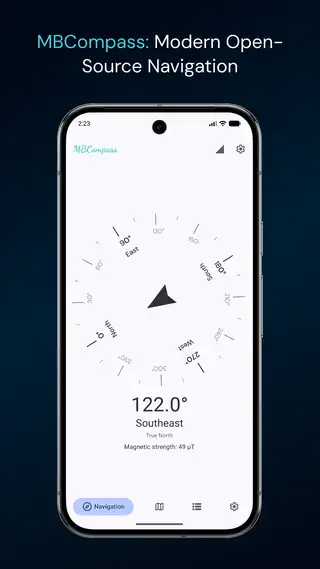 MBCompass: Modern Open-
Source Navigation
2:23
MBCompass
120°
90°
150°
East
60°
South
180°
30°
210°
0°
North
West
240°
270°
330°
300°
122.0°
Southeast
True North
Magnetic strength: 49 µT
Navigation